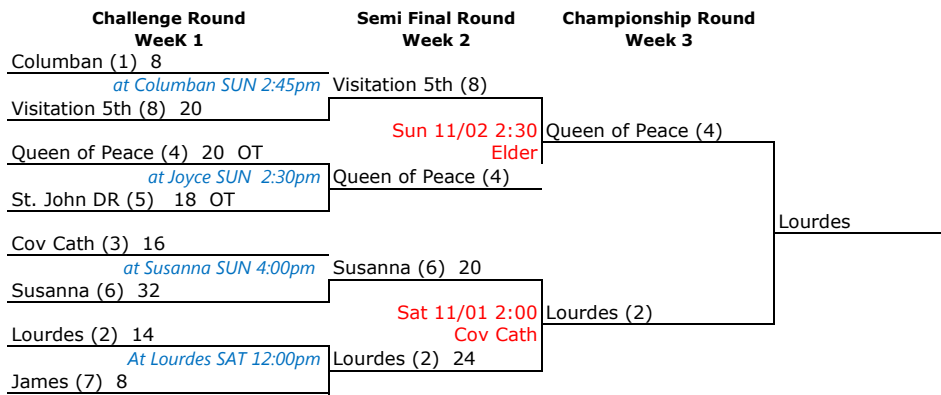 Challenge Round
WeeK 1
Semi Final Round
Week 2
Championship Round
Week 3
Columban (1)  8
at Columban SUN 2:45pm
Visitation 5th (8)
Visitation 5th (8)  20
Sun 11/02 2:30
Elder
Queen of Peace (4)
Queen of Peace (4)  20  OT
at Joyce SUN  2:30pm
Queen of Peace (4)
St. John DR (5)   18  OT
Lourdes
Cov Cath (3)  16
at Susanna SUN 4:00pm
Susanna (6)  20
Susanna (6)  32
Sat 11/01 2:00
Cov Cath
Lourdes (2)
Lourdes (2)  14
At Lourdes SAT 12:00pm
Lourdes (2)  24
James (7)  8